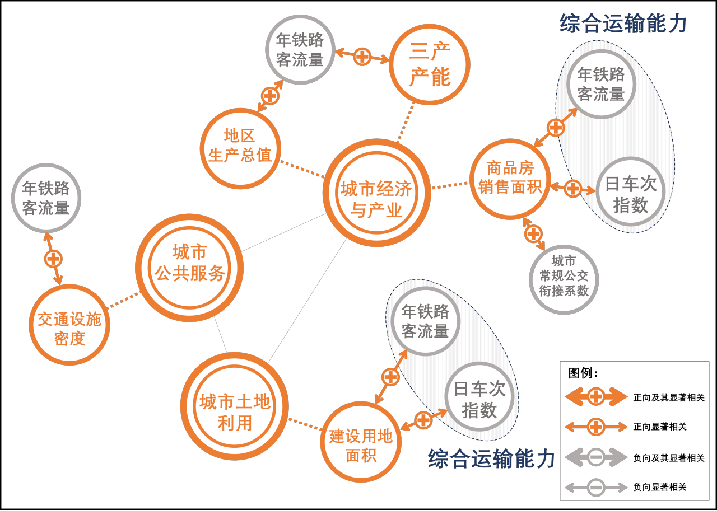 综合运输能力
年铁路
客流量
三产
产能
年铁路
客流量
地区
生产总值
城市经济
与产业
商品房
销售面积
日车次
指数
年铁路
客流量
城市
公共服务
城市
常规公交
衔接系数
交通设施
密度
年铁路
客流量
日车次
指数
城市土地
利用
建设用地
面积
综合运输能力
图例：
正向及其显著相关
正向显著相关
负向及其显著相关
负向显著相关